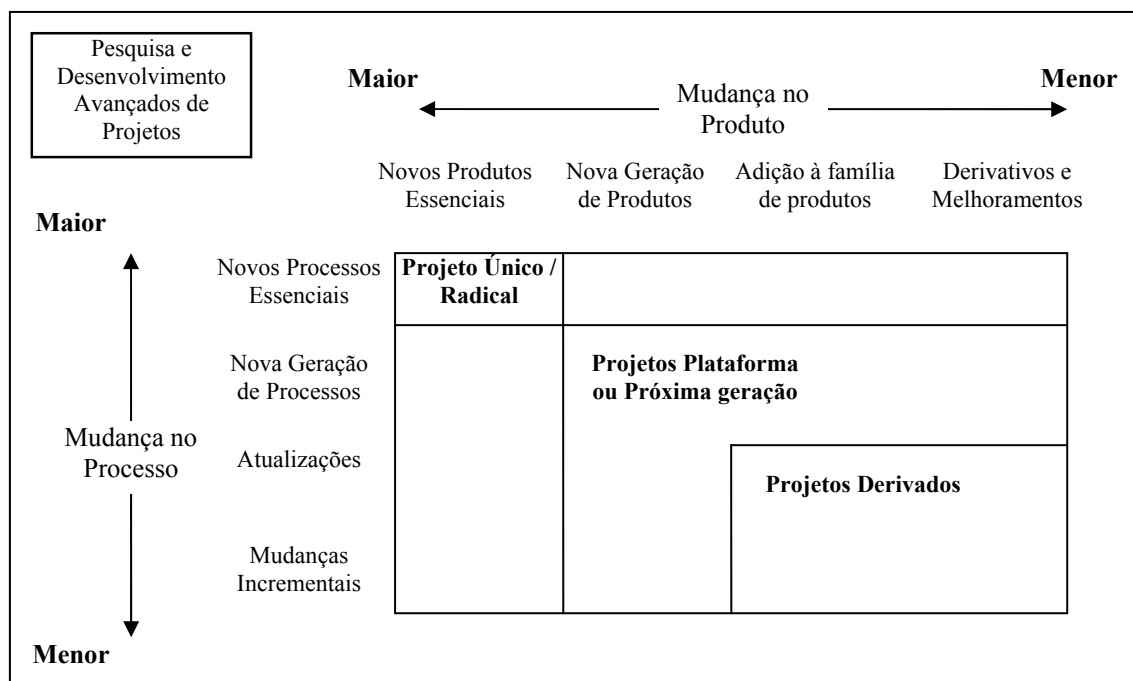 Pesquisa e
Desenvolvimento
Avançados de
Projetos
Maior
Menor
Mudança no
Produto
Novos Produtos
Essenciais
Nova Geração
de Produtos
Adição à família
de produtos
Derivativos e
Melhoramentos
Maior
Mudança no
Processo
Menor
Novos Processos
Essenciais
Projeto Único /
Radical
Nova Geração
de Processos
Projetos Plataforma
ou Próxima geração
Atualizações
Projetos Derivados
Mudanças
Incrementais